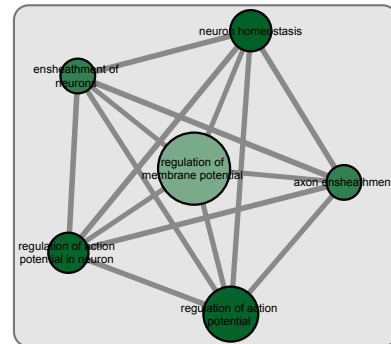 neuron homeostasis
ensheathment of
neurons
regulation of
membrane potential
axon ensheathment
regulation of action
potential in neuron
regulation of action
potential